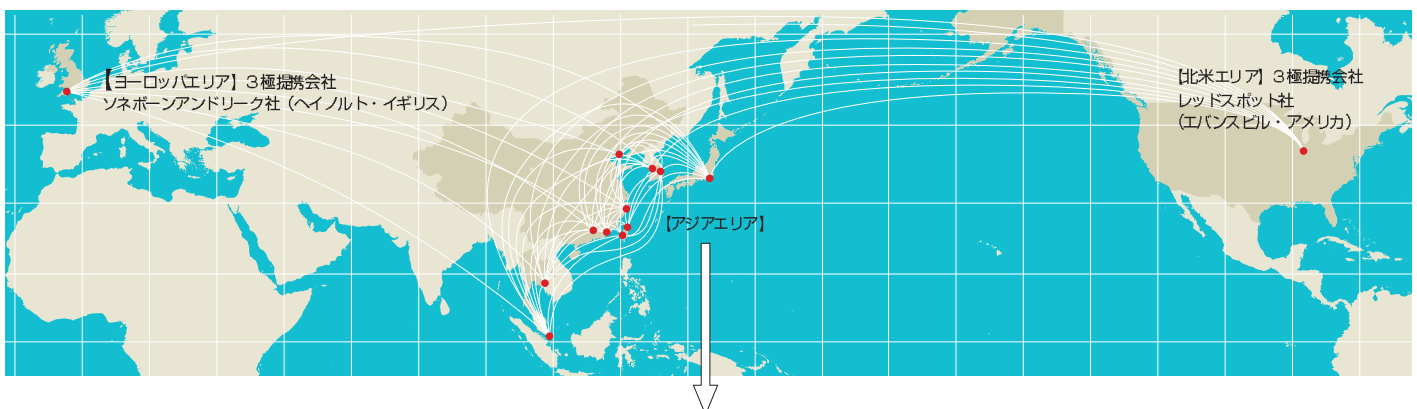 【ヨーロッパエリア】３極提携会社
ソネボーンアンドリーク社（ヘイノルト・イギリス）
【北米エリア】３極提携会社
レッドスポット社
（エバンスビル・アメリカ）
【アジアエリア】